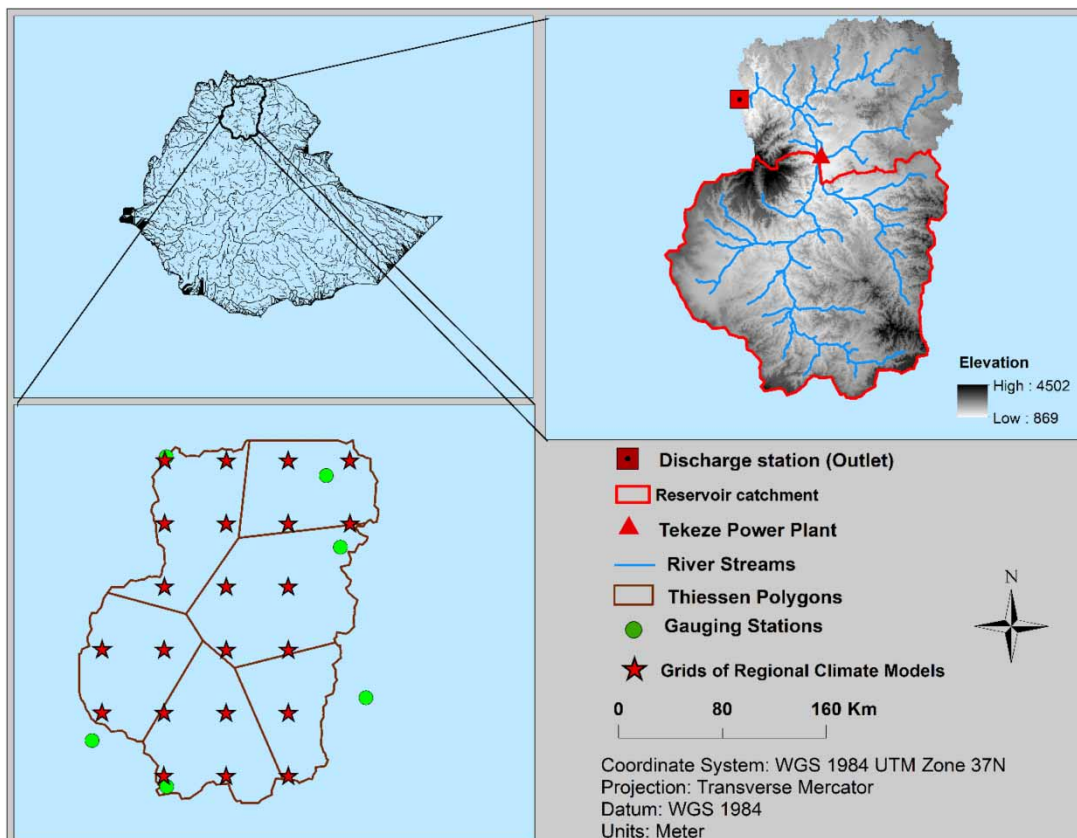 Elevation
High : 4502
Low : 869
Discharge station (Outlet)
Reservoir catchment
Tekeze Power Plant
River Streams
Thiessen Polygons
Gauging Stations
Grids of Regional Climate Models
N
0 80 160 Km
Coordinate System: WGS 1984 UTM Zone 37N
Projection: Transverse Mercator
Datum: WGS 1984
Units: Meter